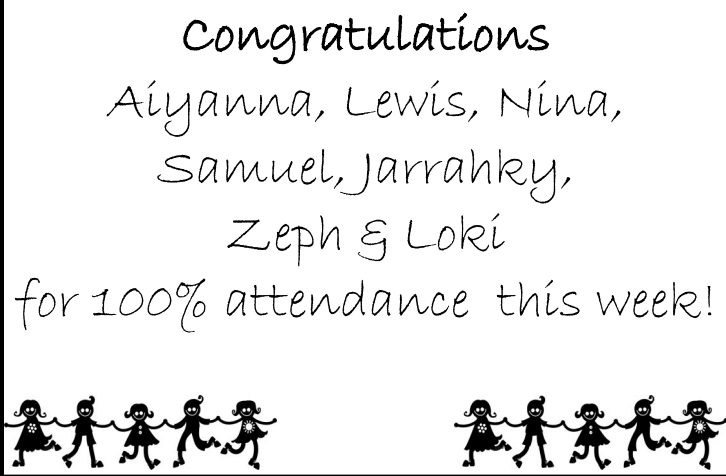 Congratulations
Aiyanna, Lewis, Nina,
Samuel, Jarrahky,
Zeph & Loki
for 100% attendance this week!